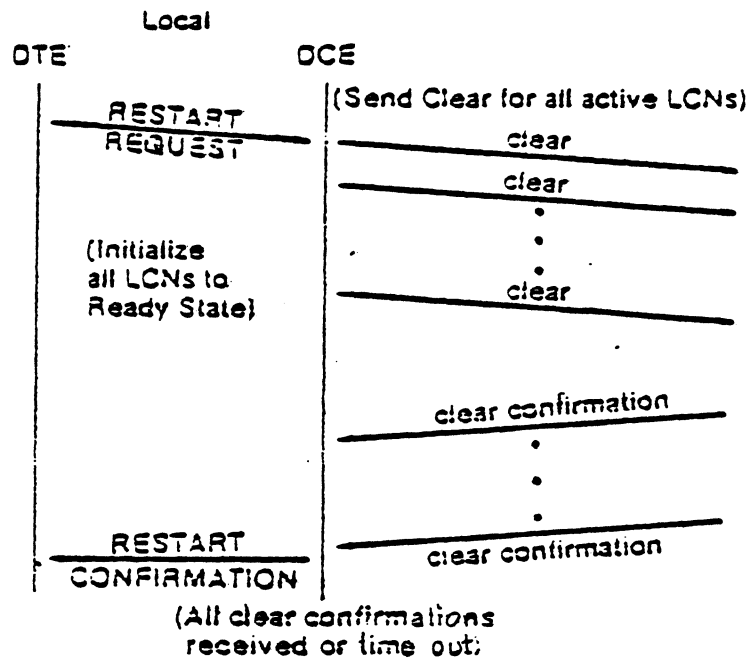 Local
DTE DCE
(Send Clear for all active LCNs)
RESTART
REQUEST
clear
clear
(Initialize
all LCNs to
Ready State)
clear
clear confirmation
RESTART
CONFIRMATION
clear confirmation
(All clear confirmations
received or time out)